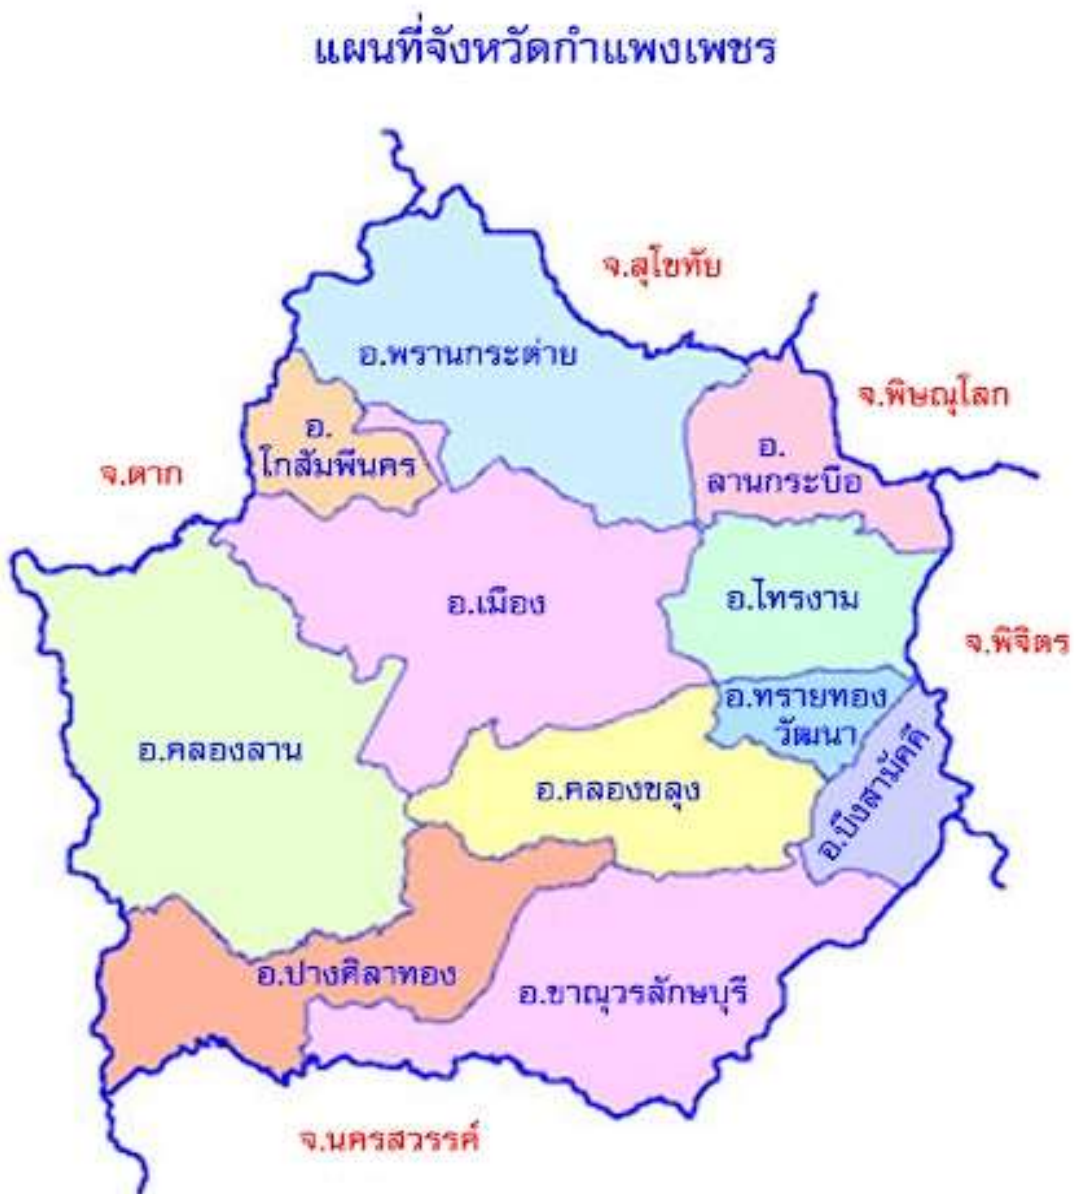 แผนที่จังหวัดกำแพงเพชร
จ.สุโขทัย
อ.พรานกระต่าย
จ.พิษณุโลก
อ.
โกสัมพีนคร
อ.
ลานกระบือ
จ.ตาก
อ.เมือง
อ.ไทรงาม
จ.พิจิตร
อ.ทรายทอง
วัฒนา
อ.คลองลาน
อ.คลองขลุง
อ.บึงสามัคคี
อ.ปางศิลาทอง
อ.ขาณุวรลักษบุรี
จ.นครสวรรค์